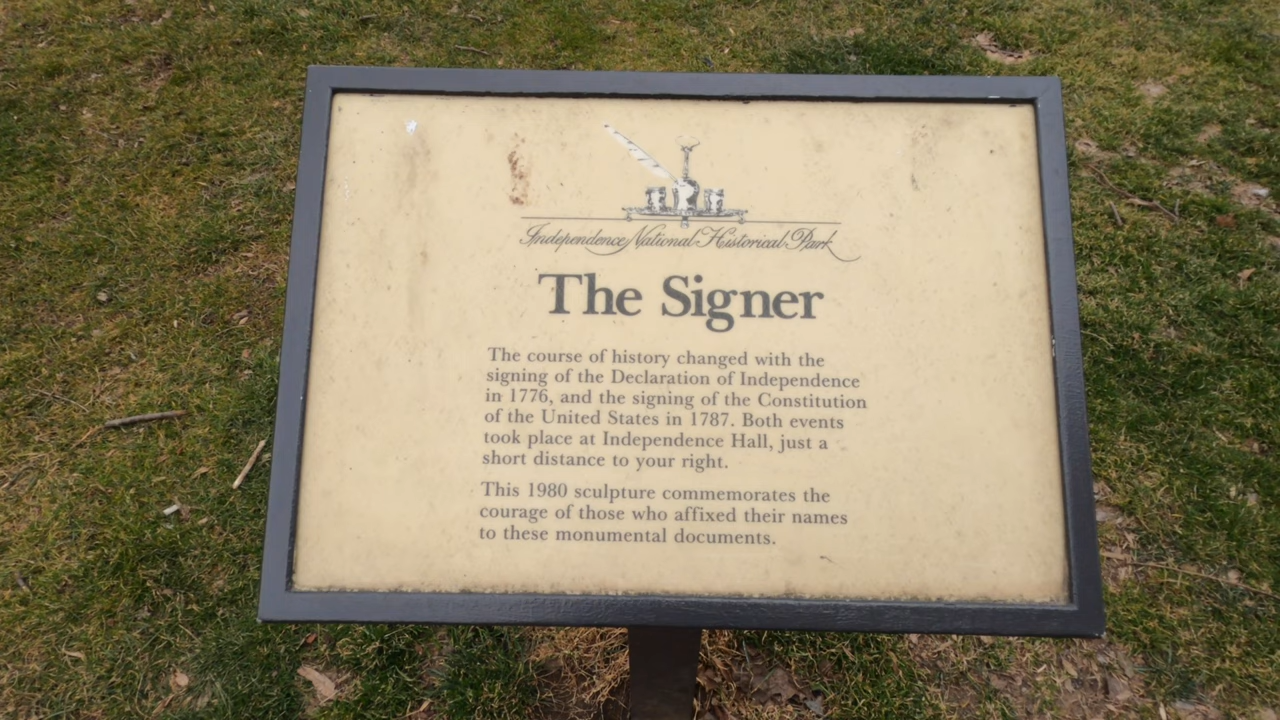 Independence National Historical Park
The Signer
The course of history changed with the
signing of the Declaration of Independence
in 1776, and the signing of the Constitution
of the United States in 1787. Both events
took place at Independence Hall, just a
short distance to your right.
This 1980 sculpture commemorates the
courage of those who affixed their names
to these monumental documents.